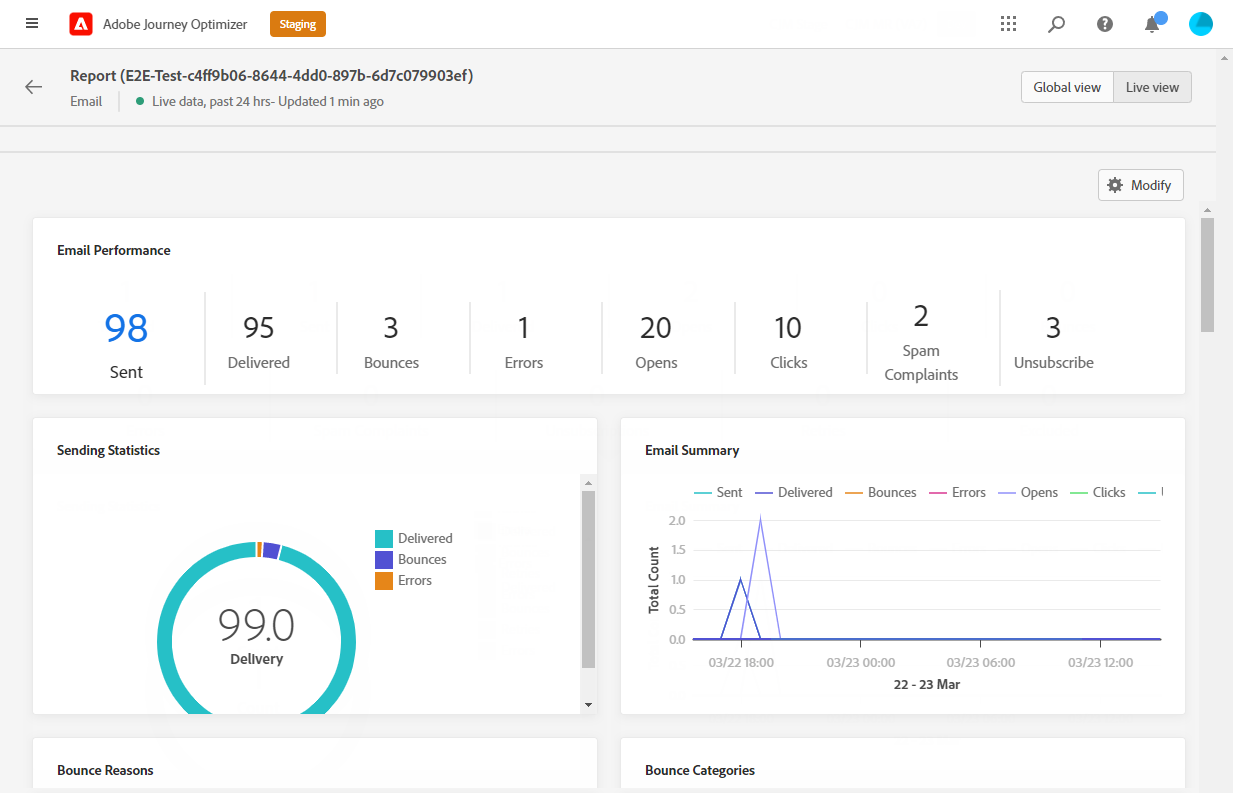 Adobe Journey Optimizer
Staging
Report (E2E-Test-c4ff9b06-8644-4dd0-897b-6d7c079903ef)
Email
Live data, past 24 hrs- Updated 1 min ago
Global view
Live view
Modify
Email Performance
98
Sent
95
Delivered
3
Bounces
1
Errors
20
Opens
10
Clicks
2
Spam
Complaints
3
Unsubscribe
Sending Statistics
Delivered
Bounces
Errors
99.0
Delivery
Email Summary
Sent Delivered Bounces Errors Opens Clicks
2.0
1.5
1.0
0.5
0.0
Total Count
03/22 18:00 03/23 00:00 03/23 06:00 03/23 12:00
22 - 23 Mar
Bounce Reasons
Bounce Categories